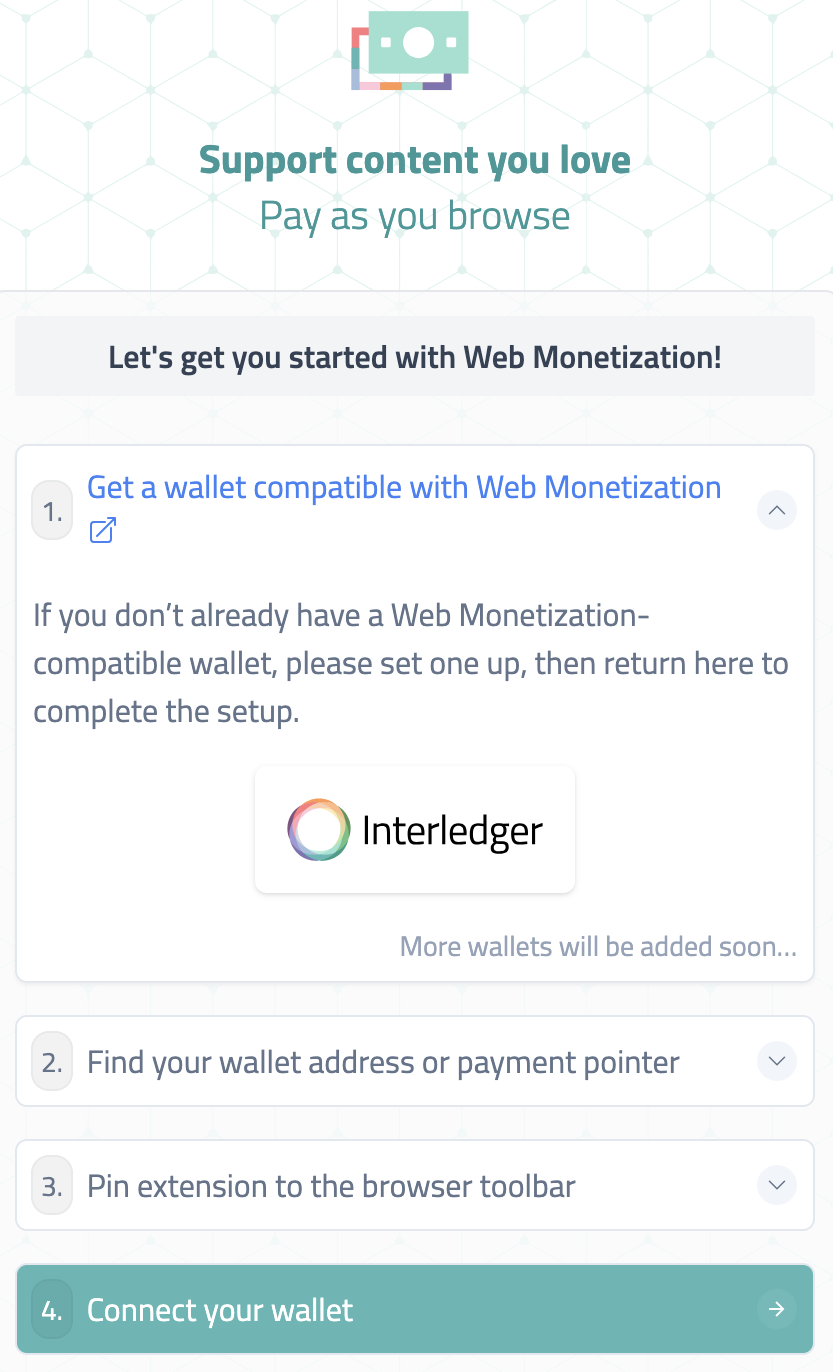 Support content you love
Pay as you browse
Let's get you started with Web Monetization!
1.
Get a wallet compatible with Web Monetization
If you don’t already have a Web Monetization-
compatible wallet, please set one up, then return here to
complete the setup.
Interledger
More wallets will be added soon...
2. Find your wallet address or payment pointer
3. Pin extension to the browser toolbar
4. Connect your wallet